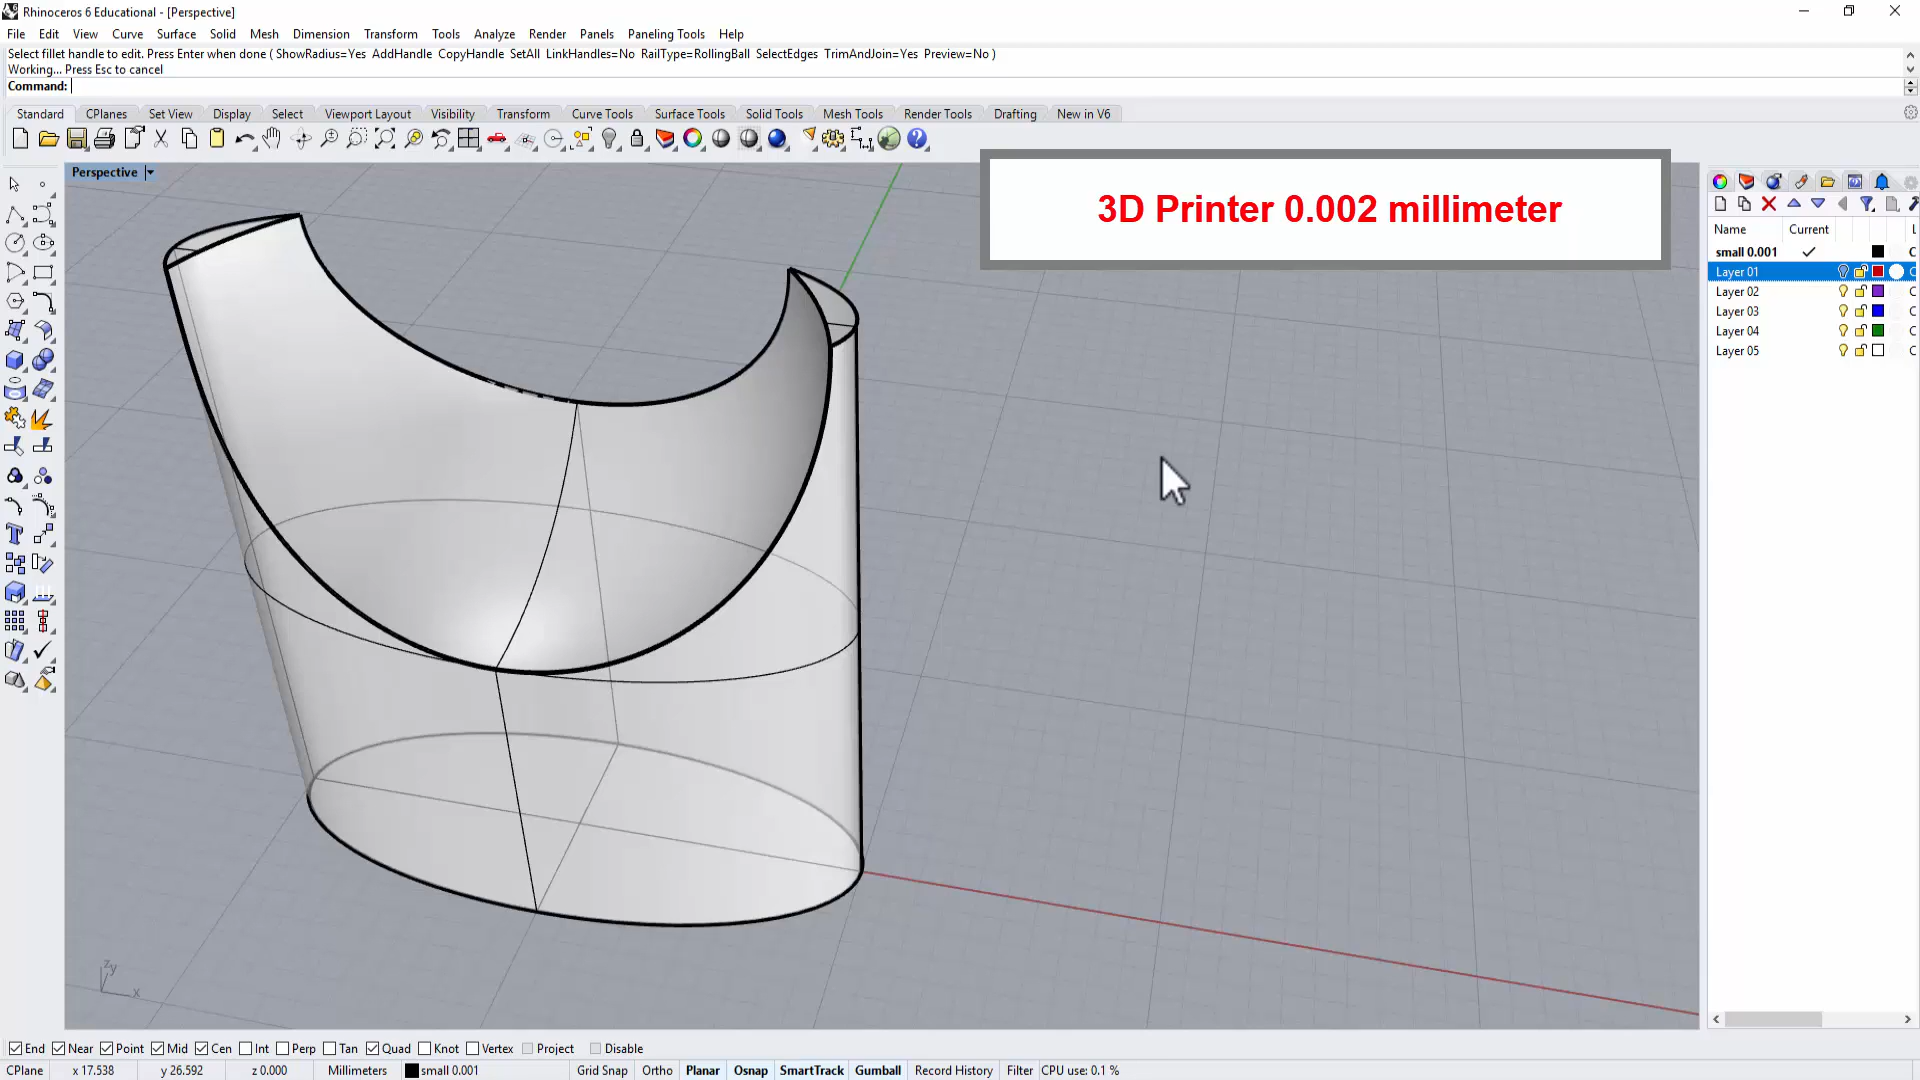 Rhinoceros 6 Educational - [Perspective]
File Edit View Curve Surface Solid Mesh Dimension Transform Tools Analyze Render Panels Paneling Tools Help
Select fillet handle to edit. Press Enter when done ( ShowRadius=Yes AddHandle CopyHandle SetAll LinkHandles=No RailType=RollingBall SelectEdges TrimAndJoin=Yes Preview=No )
Working... Press Esc to cancel
Command:
Standard CPlanes Set View Display Select Viewport Layout Visibility Transform Curve Tools Surface Tools Solid Tools Mesh Tools Render Tools Drafting New in V6
Perspective
3D Printer 0.002 millimeter
Name Current L
small 0.001 C
Layer 01 C
Layer 02 C
Layer 03 C
Layer 04 C
Layer 05 C
z y
x
End Near Point Mid Cen Int Perp Tan Quad Knot Vertex Project Disable
CPlane x 17.538 y 26.592 z 0.000 Millimeters small 0.001 Grid Snap Ortho Planar Osnap SmartTrack Gumball Record History Filter CPU use: 0.1 %